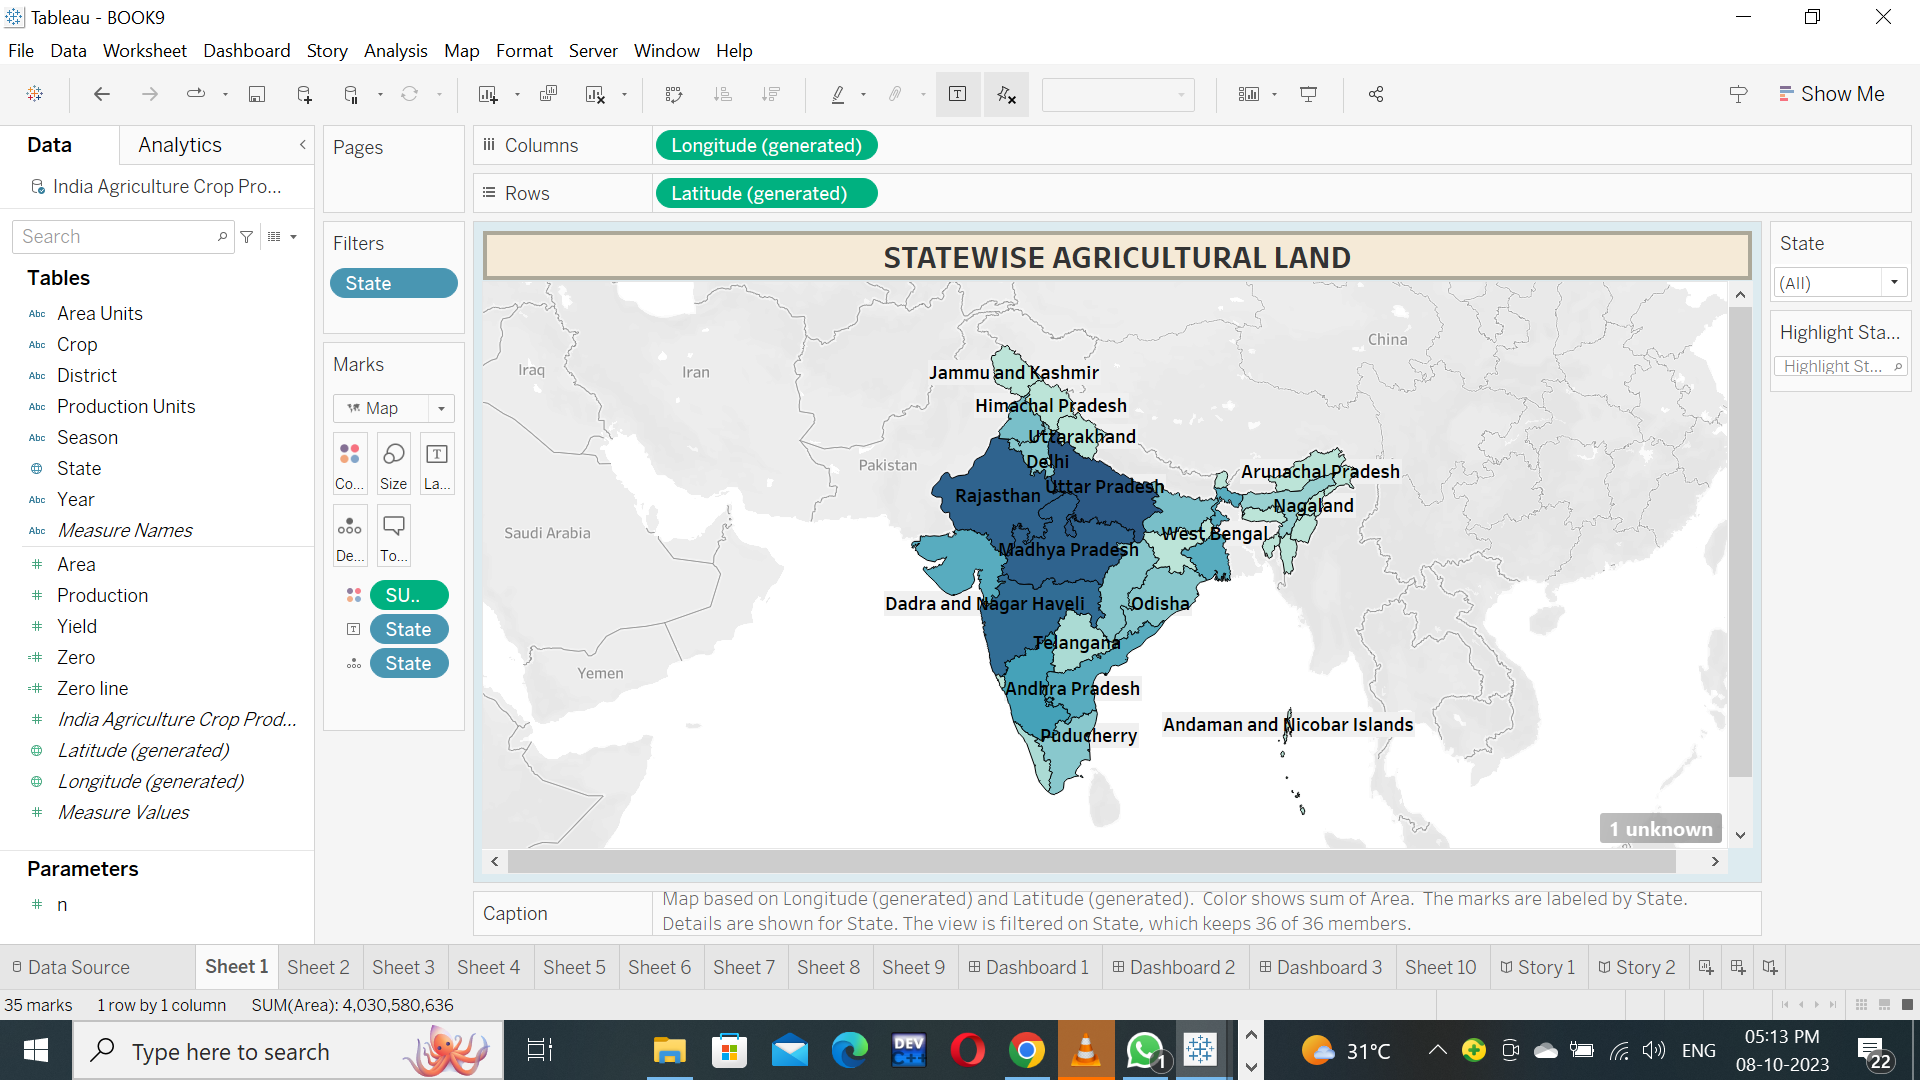 Tableau - BOOK9
File Data Worksheet Dashboard Story Analysis Map Format Server Window Help
Show Me
Data Analytics
India Agriculture Crop Pro...
Search
Tables
Abc Area Units
Abc Crop
Abc District
Abc Production Units
Abc Season
State
Abc Year
Abc Measure Names
# Area
# Production
# Yield
=# Zero
=# Zero line
# India Agriculture Crop Prod...
Latitude (generated)
Longitude (generated)
# Measure Values
Parameters
# n
Pages
Filters
State
Marks
Map
Co... Size La...
De... To...
SU..
State
State
Columns Longitude (generated)
Rows Latitude (generated)
STATEWISE AGRICULTURAL LAND
China
Iraq
Iran
Jammu and Kashmir
Himachal Pradesh
Uttarakhand
Pakistan
Delhi
Arunachal Pradesh
Rajasthan
Uttar Pradesh
Nagaland
Saudi Arabia
West Bengal
Madhya Pradesh
Dadra and Nagar Haveli
Odisha
Telangana
Yemen
Andhra Pradesh
Andaman and Nicobar Islands
Puducherry
1 unknown
State
(All)
Highlight Sta...
Highlight St...
Caption
Map based on Longitude (generated) and Latitude (generated). Color shows sum of Area. The marks are labeled by State.
Details are shown for State. The view is filtered on State, which keeps 36 of 36 members.
Data Source Sheet 1 Sheet 2 Sheet 3 Sheet 4 Sheet 5 Sheet 6 Sheet 7 Sheet 8 Sheet 9 Dashboard 1 Dashboard 2 Dashboard 3 Sheet 10 Story 1 Story 2
35 marks 1 row by 1 column SUM(Area): 4,030,580,636
Type here to search
DEV C++
1
31°C
ENG
05:13 PM
08-10-2023
22